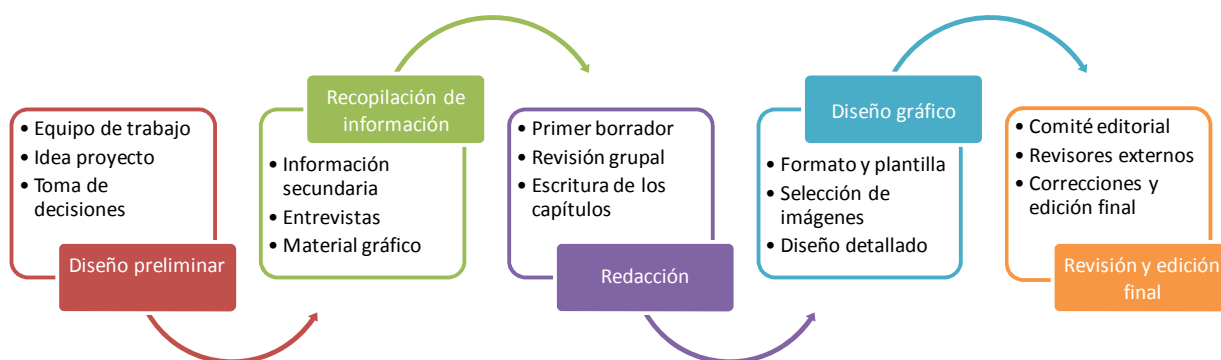 • Equipo de trabajo
• Idea proyecto
• Toma de
decisiones
Diseño preliminar
Recopilación de
información
• Información
secundaria
• Entrevistas
• Material gráfico
• Primer borrador
• Revisión grupal
• Escritura de los
capítulos
Redacción
Diseño gráfico
• Formato y plantilla
• Selección de
imágenes
• Diseño detallado
• Comité editorial
• Revisores externos
• Correcciones y
edición final
Revisión y edición
final